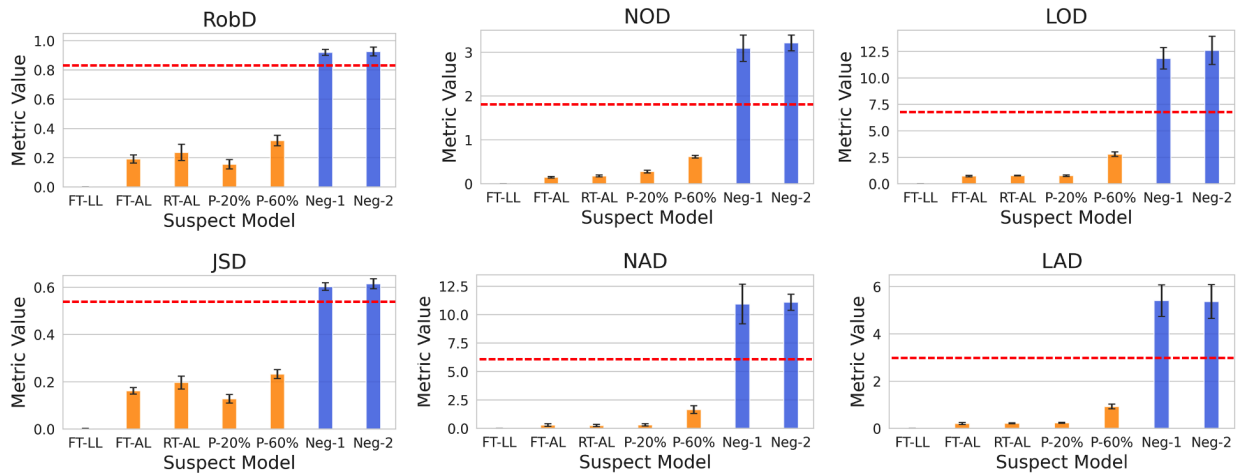 RobD
Metric Value
1.0
0.8
0.6
0.4
0.2
0.0
FT-LL FT-AL RT-AL P-20% P-60% Neg-1 Neg-2
Suspect Model
NOD
Metric Value
3
2
1
0
FT-LL FT-AL RT-AL P-20% P-60% Neg-1 Neg-2
Suspect Model
LOD
Metric Value
12.5
10.0
7.5
5.0
2.5
0.0
FT-LL FT-AL RT-AL P-20% P-60% Neg-1 Neg-2
Suspect Model
JSD
Metric Value
0.6
0.4
0.2
0.0
FT-LL FT-AL RT-AL P-20% P-60% Neg-1 Neg-2
Suspect Model
NAD
Metric Value
12.5
10.0
7.5
5.0
2.5
0.0
FT-LL FT-AL RT-AL P-20% P-60% Neg-1 Neg-2
Suspect Model
LAD
Metric Value
6
4
2
0
FT-LL FT-AL RT-AL P-20% P-60% Neg-1 Neg-2
Suspect Model